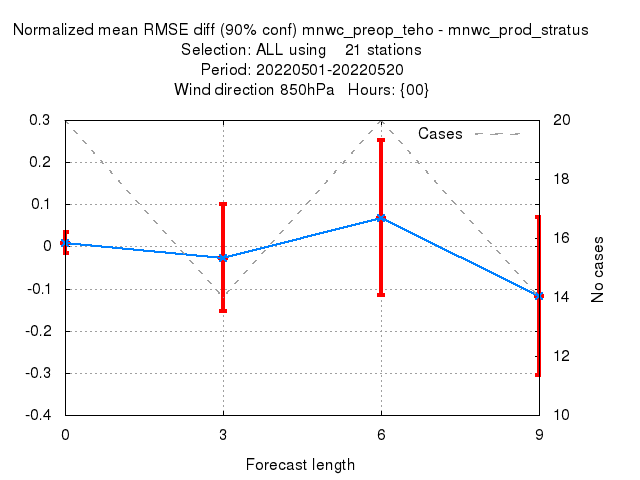 Normalized mean RMSE diff (90% conf) mnwc_preop_teho - mnwc_prod_stratus
Selection: ALL using 21 stations
Period: 20220501-20220520
Wind direction 850hPa Hours: {00}
Cases
0.3
0.2
0.1
0
-0.1
-0.2
-0.3
-0.4
20
18
16
14
12
10
No cases
0 3 6 9
Forecast length